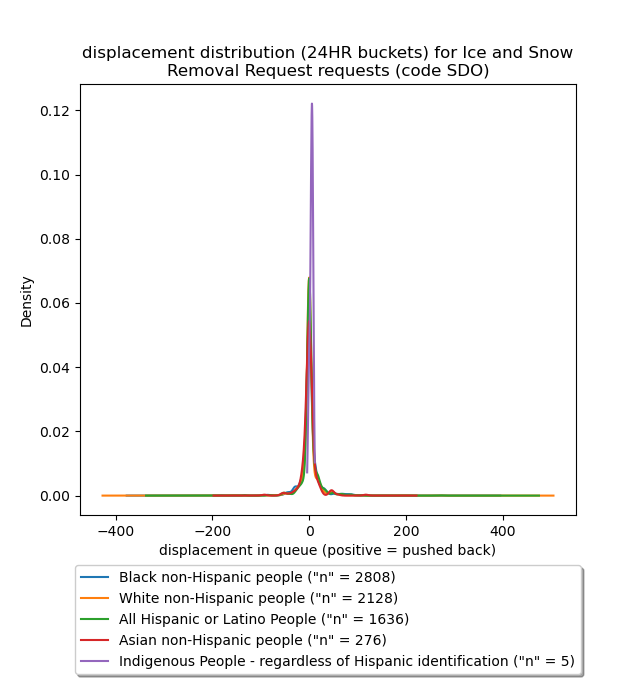 displacement distribution (24HR buckets) for Ice and Snow
Removal Request requests (code SDO)
0.12
0.10
0.08
0.06
0.04
0.02
0.00
Density
−400
−200
0
200
400
displacement in queue (positive = pushed back)
Black non-Hispanic people ("n" = 2808)
White non-Hispanic people ("n" = 2128)
All Hispanic or Latino People ("n" = 1636)
Asian non-Hispanic people ("n" = 276)
Indigenous People - regardless of Hispanic identification ("n" = 5)